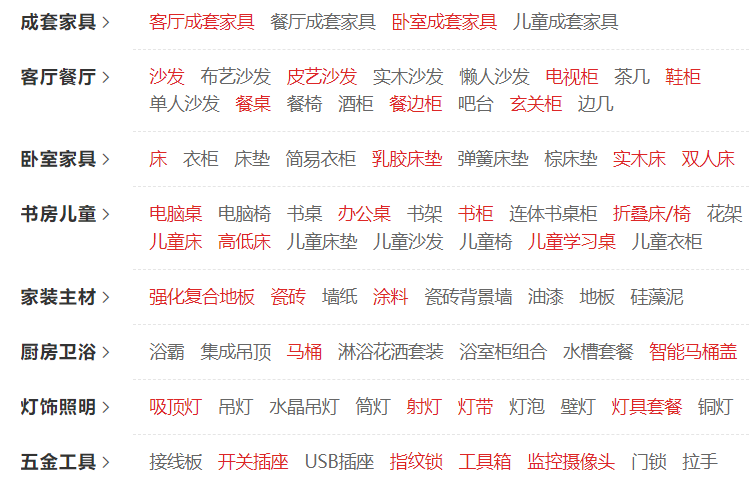 成套家具 > 客厅成套家具 餐厅成套家具 卧室成套家具 儿童成套家具
客厅餐厅 > 沙发 布艺沙发 皮艺沙发 实木沙发 懒人沙发 电视柜 茶几 鞋柜
单人沙发 餐桌 餐椅 酒柜 餐边柜 吧台 玄关柜 边几
卧室家具 > 床 衣柜 床垫 简易衣柜 乳胶床垫 弹簧床垫 棕床垫 实木床 双人床
书房儿童 > 电脑桌 电脑椅 书桌 办公桌 书架 书柜 连体书桌柜 折叠床/椅 花架
儿童床 高低床 儿童床垫 儿童沙发 儿童椅 儿童学习桌 儿童衣柜
家装主材 > 强化复合地板 瓷砖 墙纸 涂料 瓷砖背景墙 油漆 地板 硅藻泥
厨房卫浴 > 浴霸 集成吊顶 马桶 淋浴花洒套装 浴室柜组合 水槽套餐 智能马桶盖
灯饰照明 > 吸顶灯 吊灯 水晶吊灯 筒灯 射灯 灯带 灯泡 壁灯 灯具套餐 铜灯
五金工具 > 接线板 开关插座 USB插座 指纹锁 工具箱 监控摄像头 门锁 拉手